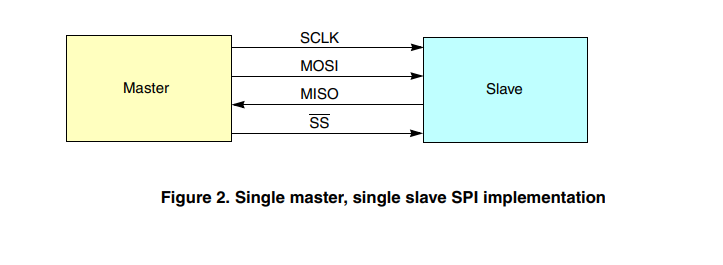 SCLK
MOSI
Master
MISO
Slave
SS
Figure 2. Single master, single slave SPI implementation